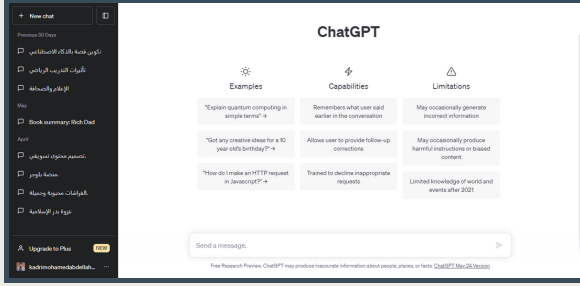 New chat
Previous 30 Days
تكوين قصة بالذكاء الاصطناعي
تأثيرات التدريب الرياضي
الإعلام والصحافة
May
Book summary: Rich Dad
April
تصميم محتوى تسويقي.
منصة بلوجر.
الفراشات محبوبة وجميلة.
غزوة بدر الإسلامية
Upgrade to Plus
NEW
kadrimohamedabdellah...
ChatGPT
Examples
"Explain quantum computing in
simple terms" →
"Got any creative ideas for a 10
year old's birthday?" →
"How do I make an HTTP request
in Javascript?" →
Capabilities
Remembers what user said
earlier in the conversation
Allows user to provide follow-up
corrections
Trained to decline inappropriate
requests
Limitations
May occasionally generate
incorrect information
May occasionally produce
harmful instructions or biased
content
Limited knowledge of world and
events after 2021
Send a message.
Free Research Preview. ChatGPT may produce inaccurate information about people, places, or facts. ChatGPT May 24 Version